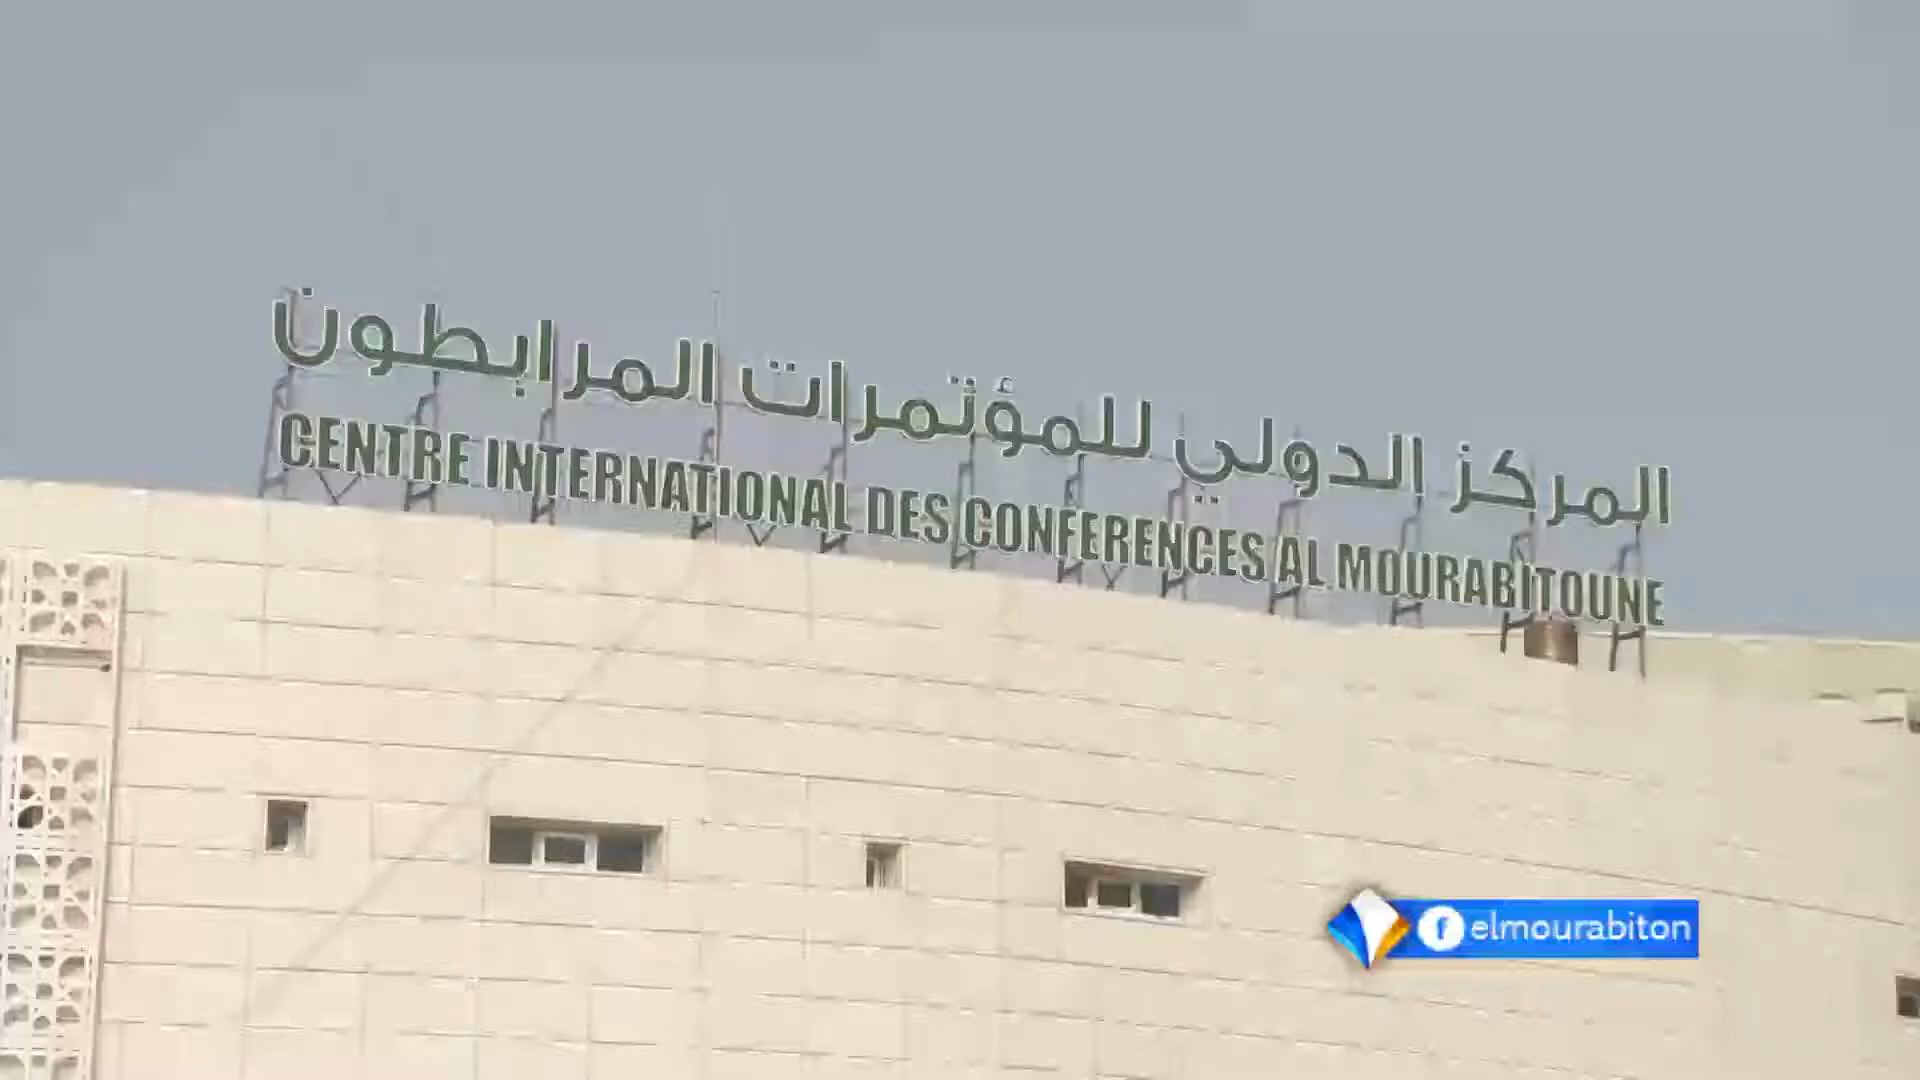 المركز الدولي للمؤتمرات المرابطون
CENTRE INTERNATIONAL DES CONFERENCES AL MOURABITOUNE
elmourabiton